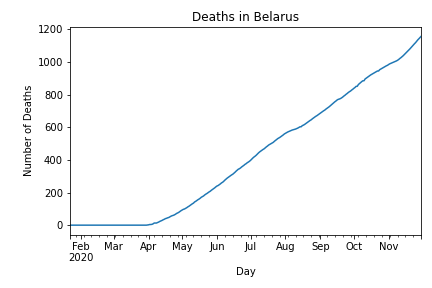 Deaths in Belarus
1200
1000
800
600
400
200
0
Number of Deaths
Feb Mar Apr May Jun Jul Aug Sep Oct Nov
2020
Day